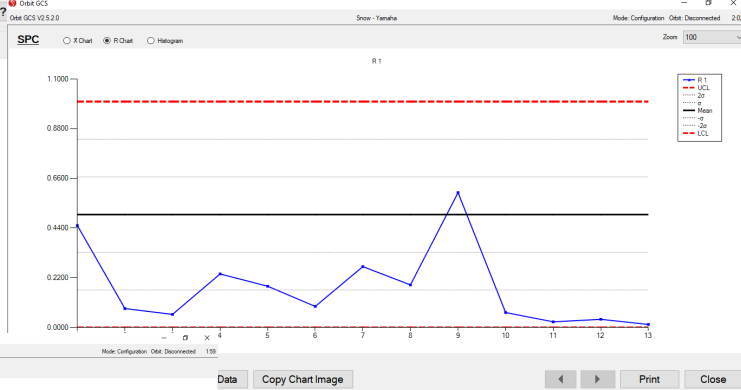 Orbit GCS
?
Orbit GCS V2.5.2.0 Snow - Yamaha Mode: Configuration Orbit: Disconnected 2:02
SPC X̄ Chart R Chart Histogram Zoom 100
R 1
1.1000
0.8800
0.6600
0.4400
0.2200
0.0000
R 1
UCL
2σ
σ
Mean
-σ
-2σ
LCL
4 5 6 7 8 9 10 11 12 13
Mode: Configuration Orbit: Disconnected 1:59
Data Copy Chart Image Print Close